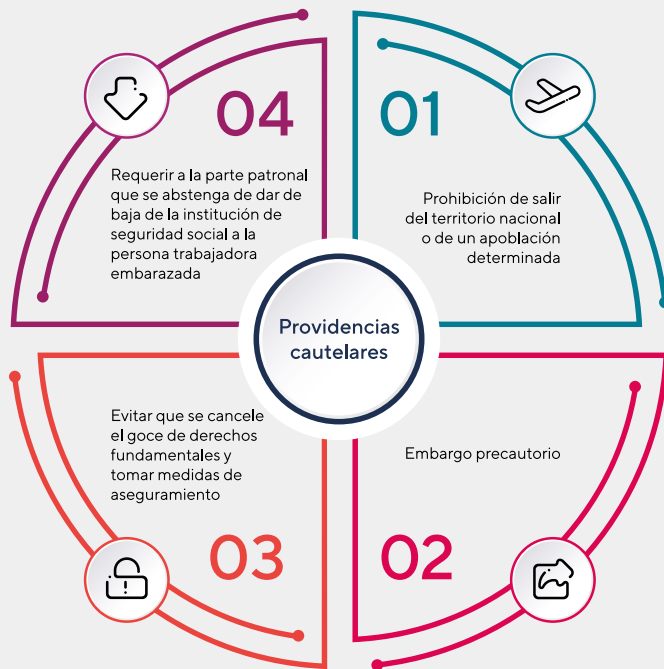 Providencias
cautelares
01
Prohibición de salir
del territorio nacional
o de un apoblación
determinada
02
Embargo precautorio
03
Evitar que se cancele
el goce de derechos
fundamentales y
tomar medidas de
aseguramiento
04
Requerir a la parte patronal
que se abstenga de dar de
baja de la institución de
seguridad social a la
persona trabajadora
embarazada